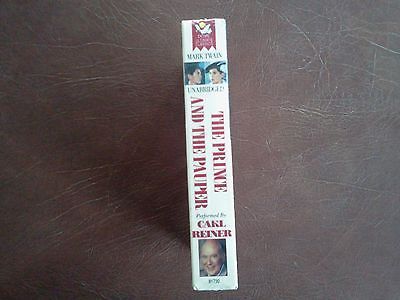 MARK TWAIN
UNABRIDGED
THE PRINCE
AND THE PAUPER
Performed By
CARL
REINER